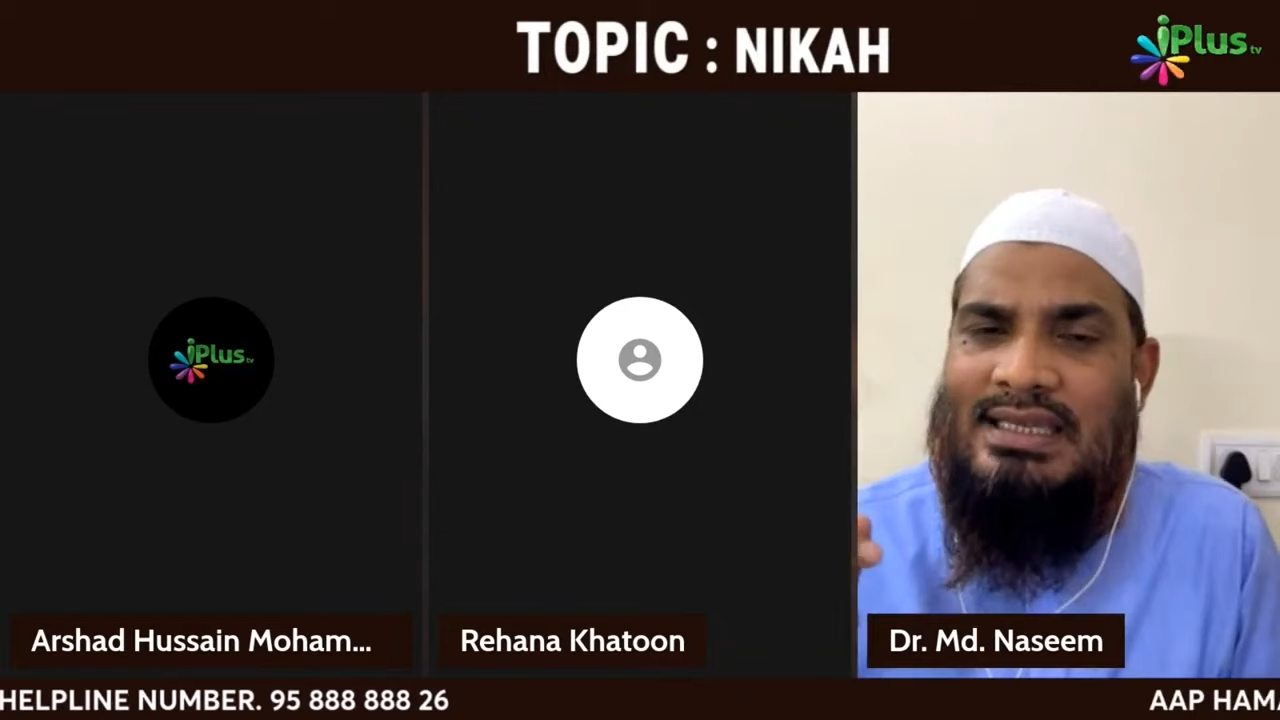 TOPIC : NIKAH
iPlus tv
iPlus tv
Arshad Hussain Moham...
Rehana Khatoon
Dr. Md. Naseem
HELPLINE NUMBER. 95 888 888 26
AAP HAMA